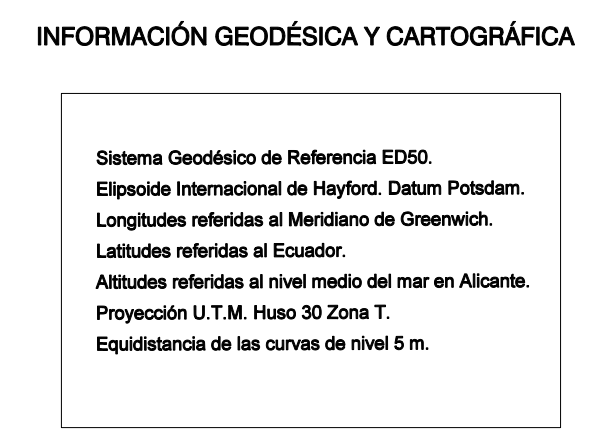 INFORMACIÓN GEODÉSICA Y CARTOGRÁFICA
Sistema Geodésico de Referencia ED50.
Elipsoide Internacional de Hayford. Datum Potsdam.
Longitudes referidas al Meridiano de Greenwich.
Latitudes referidas al Ecuador.
Altitudes referidas al nivel medio del mar en Alicante.
Proyección U.T.M. Huso 30 Zona T.
Equidistancia de las curvas de nivel 5 m.